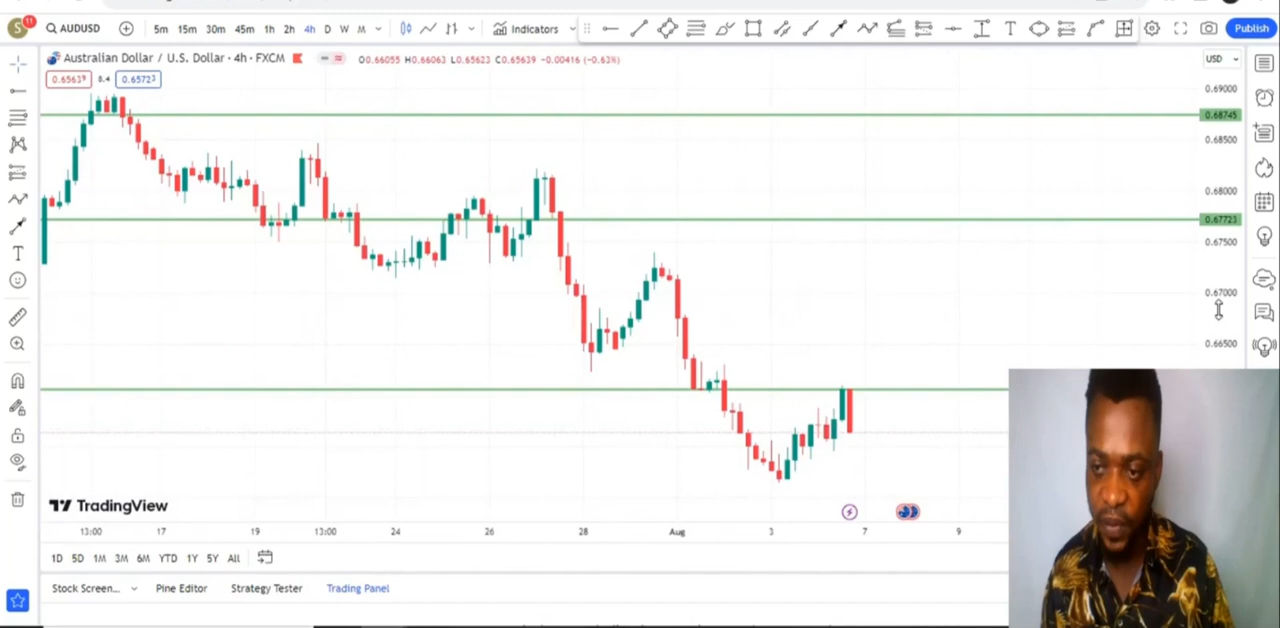 S 11 AUDUSD 5m 15m 30m 45m 1h 2h 4h D W M Indicators T Publish
Australian Dollar / U.S. Dollar · 4h · FXCM O0.66055 H0.66063 L0.65623 C0.65639 -0.00416 (-0.63%) USD
0.65639 8.4 0.65723
0.69000
0.68745
0.68500
0.68000
0.67723
0.67500
0.67000
0.66500
TradingView
13:00 17 19 13:00 24 26 28 Aug 3 7 9
1D 5D 1M 3M 6M YTD 1Y 5Y All
Stock Screen... Pine Editor Strategy Tester Trading Panel